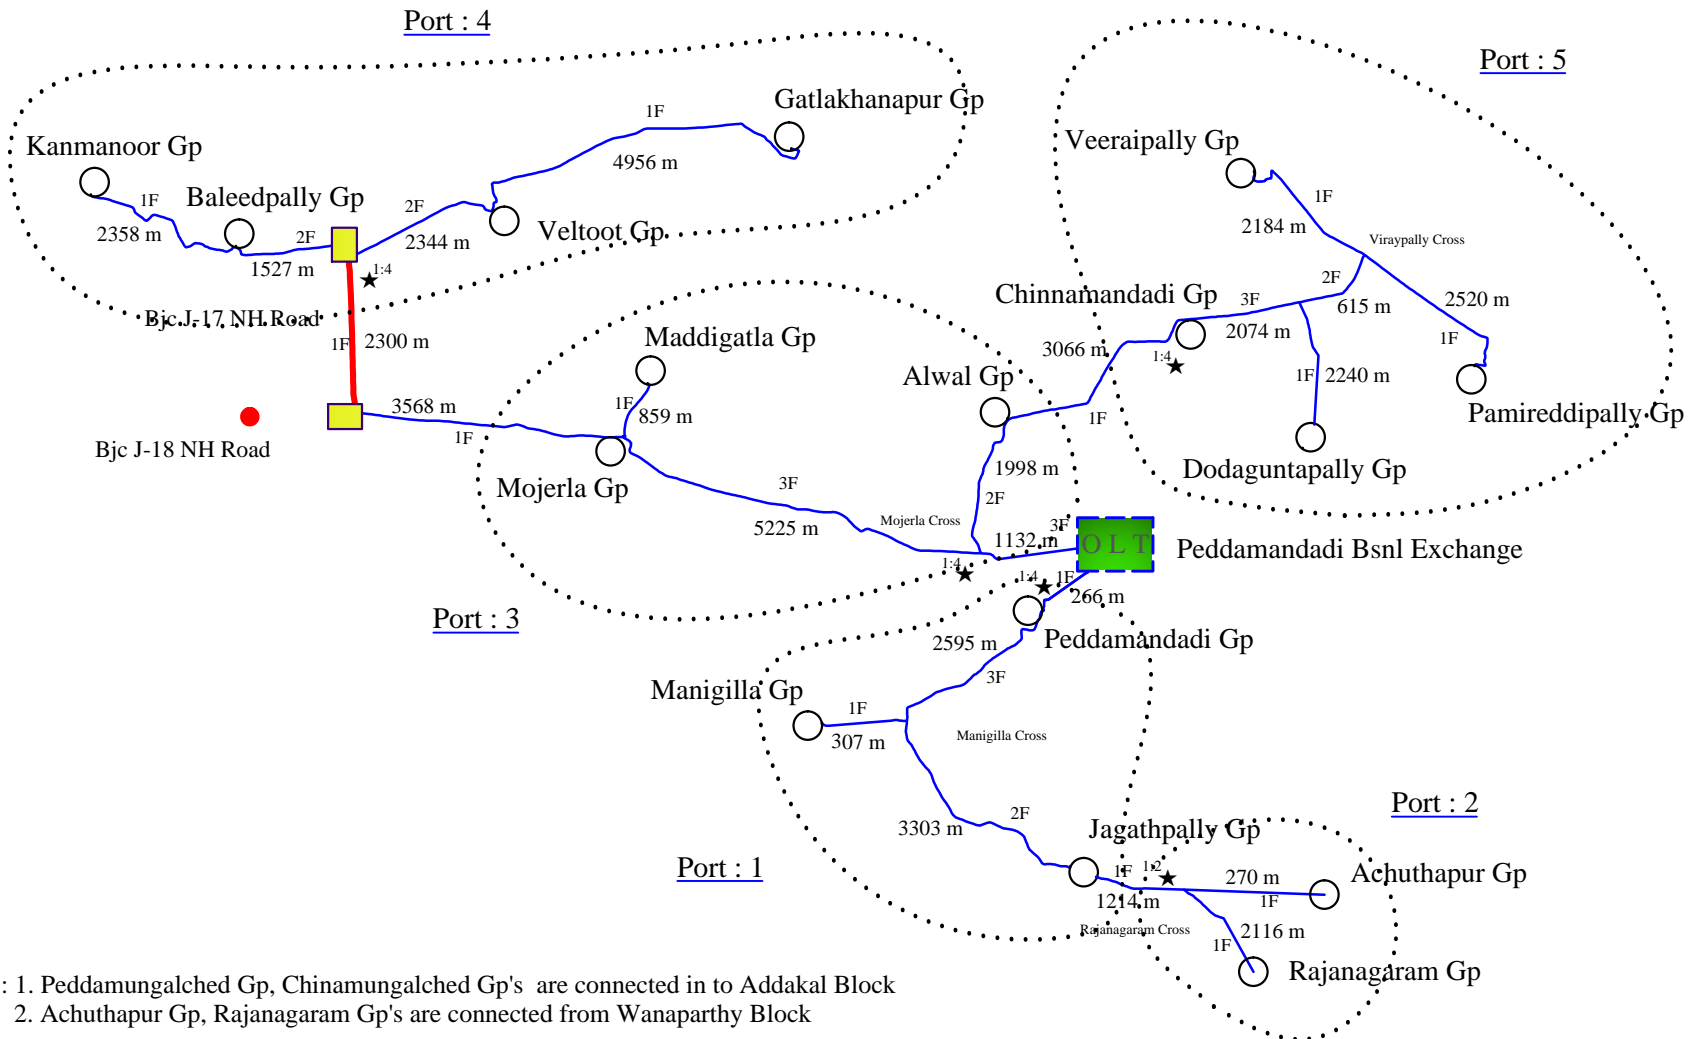 Port : 4
Port : 5
Gatlakhanapur Gp
1F
4956 m
Kanmanoor Gp
1F
2358 m
Baleedpally Gp
2F
1527 m
2F
2344 m
Veltoot Gp
1:4
Bjc J-17 NH Road
1F
2300 m
Veeraipally Gp
1F
2184 m
Viraypally Cross
2F
615 m
2520 m
1F
Chinnamandadi Gp
3F
2074 m
3066 m
1:4
1F
1F
2240 m
Pamireddipally Gp
Dodaguntapally Gp
Maddigatla Gp
1F
859 m
Alwal Gp
3568 m
1F
Bjc J-18 NH Road
Mojerla Gp
3F
5225 m
Mojerla Cross
1998 m
2F
3F
1132 m
O L T
Peddamandadi Bsnl Exchange
1:4
1:4
1F
266 m
Port : 3
2595 m
Peddamandadi Gp
3F
Manigilla Gp
1F
307 m
Manigilla Cross
3303 m
2F
Port : 2
Jagathpally Gp
Port : 1
1F
1:2
1214 m
270 m
1F
Achuthapur Gp
Rajanagaram Cross
2116 m
1F
Rajanagaram Gp
: 1. Peddamungalched Gp, Chinamungalched Gp's are connected in to Addakal Block
2. Achuthapur Gp, Rajanagaram Gp's are connected from Wanaparthy Block